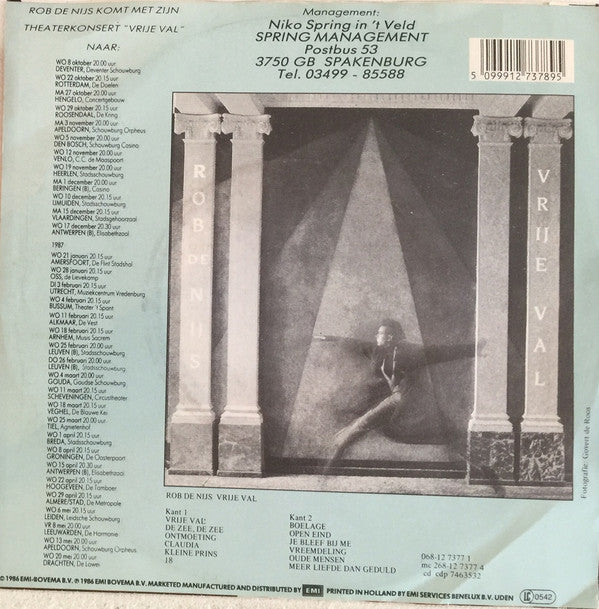 ROB DE NIJS KOMT MET ZIJN
THEATERKONSERT "VRIJE VAL"
NAAR:
WO 8 oktober 20.00 uur
DEVENTER, Deventer Schouwburg
WO 22 oktober 20.15 uur
ROTTERDAM, De Doelen
MA 27 oktober 20.00 uur
HENGELO, Concertgebouw
WO 29 oktober 20.15 uur
ROOSENDAAL, De Kring
MA 3 november 20.00 uur
APELDOORN, Schouwburg Orpheus
WO 5 november 20.00 uur
DEN BOSCH, Schouwburg Casino
WO 12 november 20.00 uur
VENLO, C.C. de Maaspoort
WO 19 november 20.00 uur
HEERLEN, Stadsschouwburg
MA 1 december 20.00 uur
BERINGEN (B), Casino
WO 10 december 20.15 uur
IJMUIDEN, Stadsschouwburg
MA 15 december 20.15 uur
VLAARDINGEN, Stadsgehoorzaal
WO 17 december 20.30 uur
ANTWERPEN (B), Elisabethzaal
1987:
WO 21 januari 20.15 uur
AMERSFOORT, De Flint Stadshal
WO 28 januari 20.15 uur
OSS, de Lievekamp
DI 3 februari 20.15 uur
UTRECHT, Muziekcentrum Vredenburg
WO 4 februari 20.15 uur
BUSSUM, Theater 't Spant
WO 11 februari 20.15 uur
ALKMAAR, De Vest
WO 18 februari 20.15 uur
ARNHEM, Musis Sacrem
WO 25 februari 20.00 uur
LEUVEN (B), Stadsschouwburg
DO 26 februari 20.00 uur
LEUVEN (B), Stadsschouwburg
WO 4 maart 20.00 uur
GOUDA, Goudse Schouwburg
WO 11 maart 20.15 uur
SCHEVENINGEN, Circustheater
WO 18 maart 20.15 uur
VEGHEL, De Blauwe Kei
WO 25 maart 20.00 uur
TIEL, Agnietenhof
WO 1 april 20.15 uur
BREDA, Stadsschouwburg
WO 8 april 20.15 uur
GRONINGEN, De Oosterpoort
WO 15 april 20.30 uur
ANTWERPEN (B), Elisabethzaal
WO 22 april 20.15 uur
HOOGEVEEN, De Tamboer
WO 29 april 20.15 uur
ALMERE/STAD, De Metropole
WO 6 mei 20.15 uur
LEIDEN, Leidsche Schouwburg
VR 8 mei 20.00 uur
LEEUWARDEN, De Harmonie
WO 13 mei 20.00 uur
APELDOORN, Schouwburg Orpheus
WO 20 mei 20.00 uur
DRACHTEN, De Lawei
Management:
Niko Spring in 't Veld
SPRING MANAGEMENT
Postbus 53
3750 GB SPAKENBURG
Tel. 03499 - 85588
5 099912 737895
ROB DE NIJS
VRIJE VAL
Fotografie: Govert de Roos
ROB DE NIJS VRIJE VAL
Kant 1
VRIJE VAL
DE ZEE, DE ZEE
ONTMOETING
CLAUDIA
KLEINE PRINS
18
Kant 2
BOELAGE
OPEN EIND
JE BLEEF BIJ ME
VREEMDELING
OUDE MENSEN
MEER LIEFDE DAN GEDULD
068-12 7377 1
mc 268-12 7377 4
cd cdp 7463532
© 1986 EMI-BOVEMA B.V. ℗ 1986 EMI BOVEMA B.V. MARKETED MANUFACTURED AND DISTRIBUTED BY EMI PRINTED IN HOLLAND BY EMI SERVICES BENELUX B.V. UDEN LC 0542